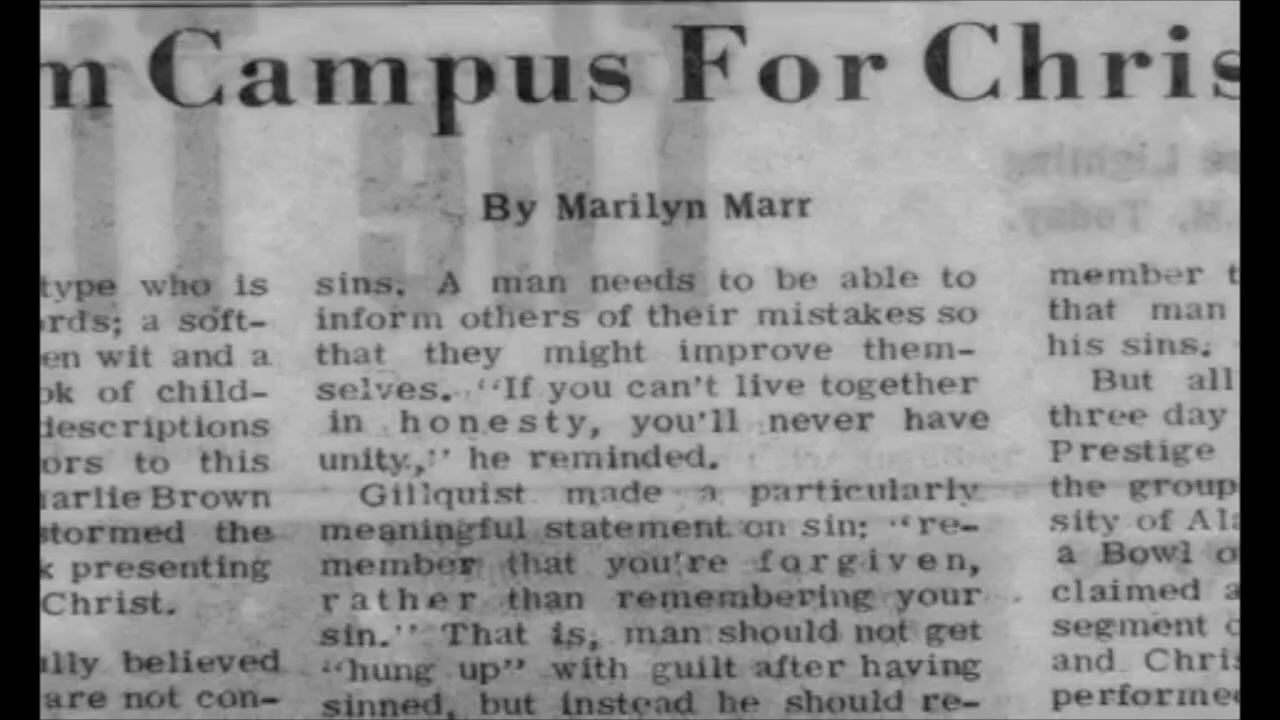 m Campus For Chris
By Marilyn Marr
type who is
rds; a soft-
en wit and a
ok of child-
descriptions
ors to this
arlie Brown
stormed the
k presenting
Christ.
ally believed
are not con-
sins. A man needs to be able to
inform others of their mistakes so
that they might improve them-
selves. "If you can't live together
in honesty, you'll never have
unity," he reminded.
Gillquist made a particularly
meaningful statement on sin: "re-
member that you're forgiven,
rather than remembering your
sin." That is, man should not get
"hung up" with guilt after having
sinned, but instead he should re-
member t
that man
his sins.
But all
three day
Prestige
the group
sity of Ala
a Bowl o
claimed a
segment o
and Chris
performe